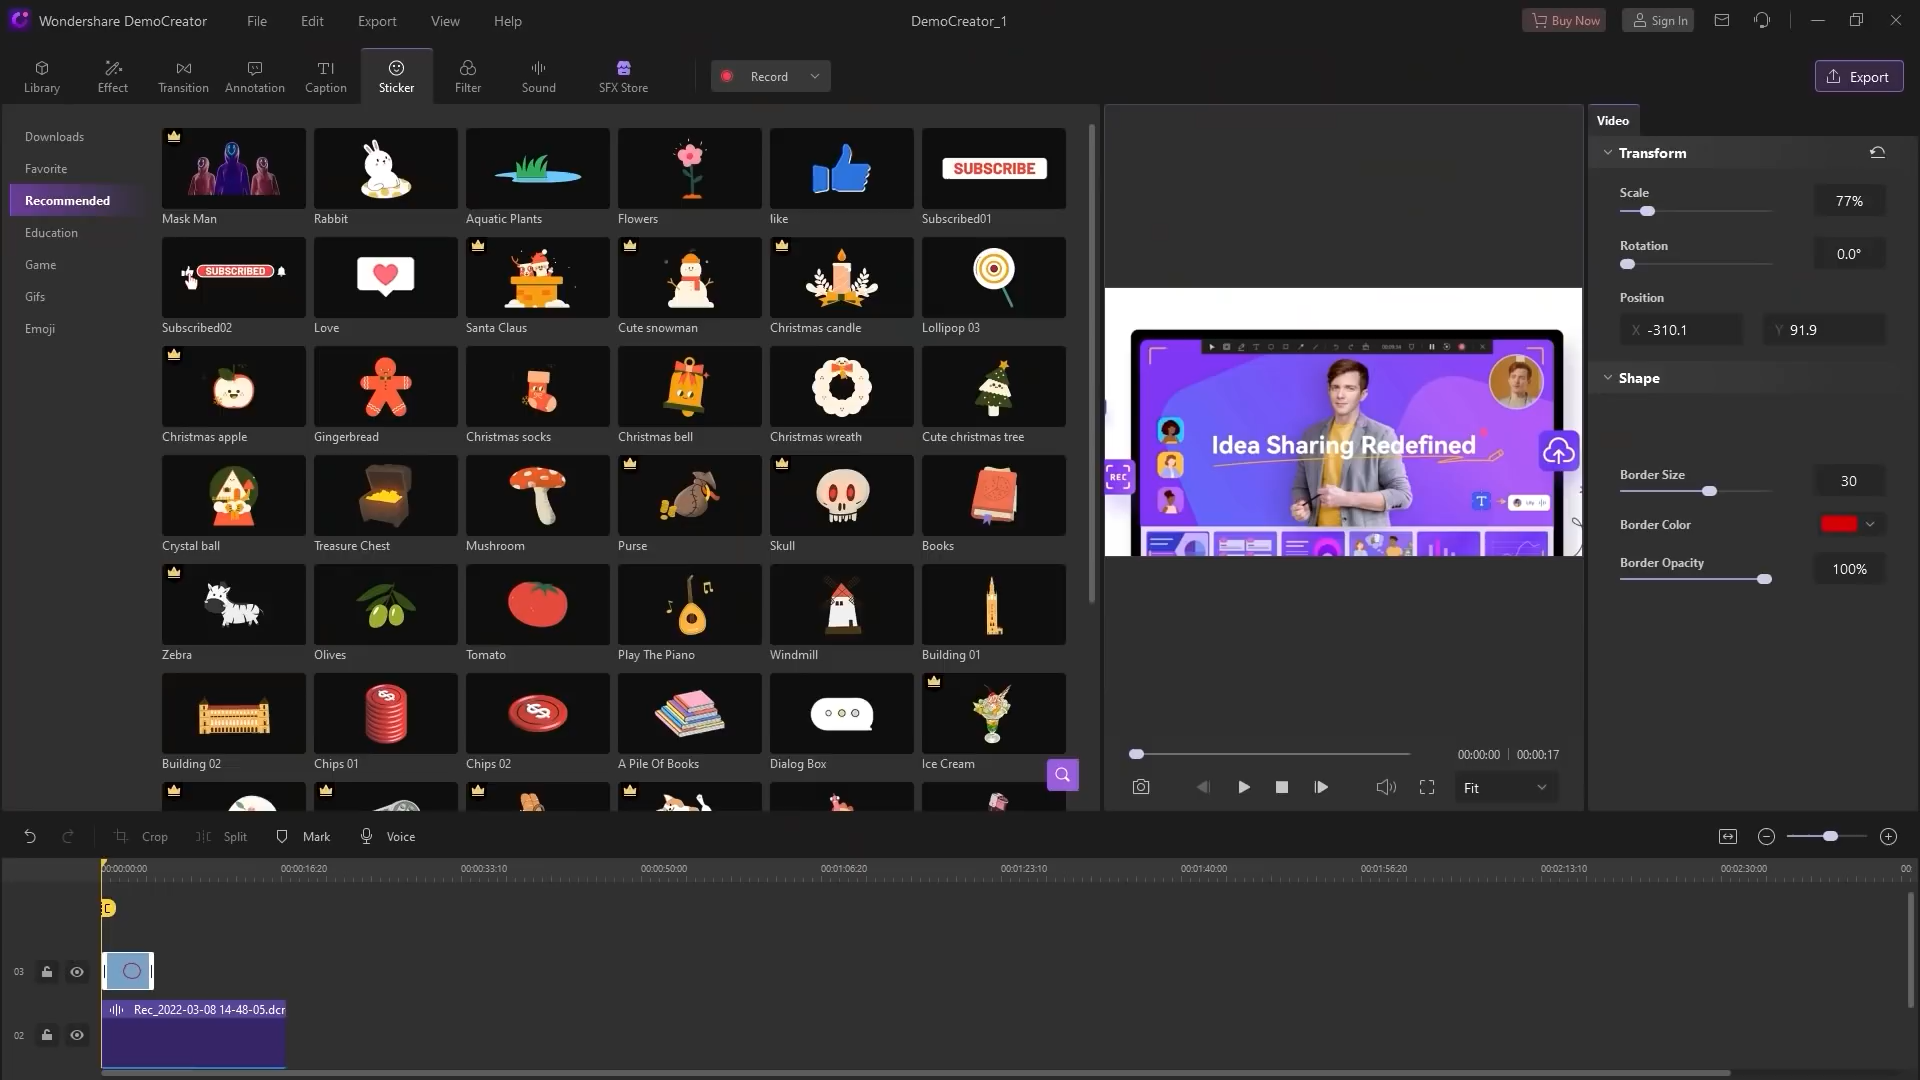 Wondershare DemoCreator File Edit Export View Help DemoCreator_1 Buy Now Sign In
Library Effect Transition Annotation Caption Sticker Filter Sound SFX Store Record Export
Downloads
Favorite
Recommended
Education
Game
Gifs
Emoji
SUBSCRIBE
Mask Man Rabbit Aquatic Plants Flowers like Subscribed01
SUBSCRIBED
Subscribed02 Love Santa Claus Cute snowman Christmas candle Lollipop 03
Christmas apple Gingerbread Christmas socks Christmas bell Christmas wreath Cute christmas tree
Crystal ball Treasure Chest Mushroom Purse Skull Books
Zebra Olives Tomato Play The Piano Windmill Building 01
Building 02 Chips 01 Chips 02 A Pile Of Books Dialog Box Ice Cream
Idea Sharing Redefined
REC
T
00:00:00 | 00:00:17
Fit
Video
Transform
Scale 77%
Rotation 0.0°
Position
X -310.1 Y 91.9
Shape
Border Size 30
Border Color
Border Opacity 100%
Crop Split Mark Voice
00:00:00:00 00:00:16:20 00:00:33:10 00:00:50:00 00:01:06:20 00:01:23:10 00:01:40:00 00:01:56:20 00:02:13:10 00:02:30:00 00:
03
Rec_2022-03-08 14-48-05.dcr
02